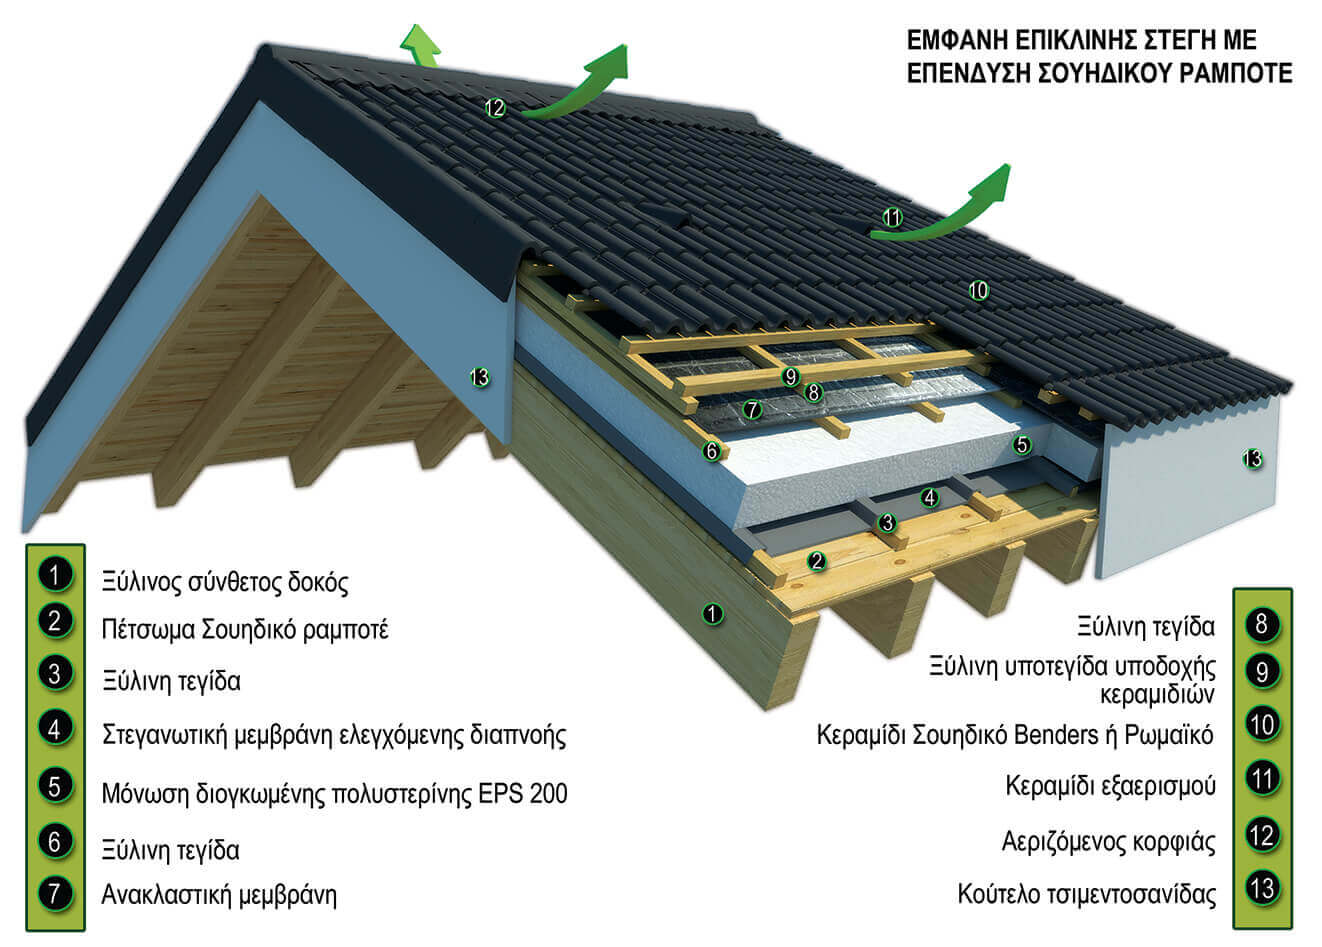 ΕΜΦΑΝΗ ΕΠΙΚΛΙΝΗΣ ΣΤΕΓΗ ΜΕ
ΕΠΕΝΔΥΣΗ ΣΟΥΗΔΙΚΟΥ ΡΑΜΠΟΤΕ
12
11
10
13
9
8
7
6
5
13
4
3
2
1
1 Ξύλινος σύνθετος δοκός
2 Πέτσωμα Σουηδικό ραμποτέ
3 Ξύλινη τεγίδα
4 Στεγανωτική μεμβράνη ελεγχόμενης διαπνοής
5 Μόνωση διογκωμένης πολυστερίνης EPS 200
6 Ξύλινη τεγίδα
7 Ανακλαστική μεμβράνη
Ξύλινη τεγίδα 8
Ξύλινη υποτεγίδα υποδοχής 9
κεραμιδιών
Κεραμίδι Σουηδικό Benders ή Ρωμαϊκό 10
Κεραμίδι εξαερισμού 11
Αεριζόμενος κορφιάς 12
Κούτελο τσιμεντοσανίδας 13